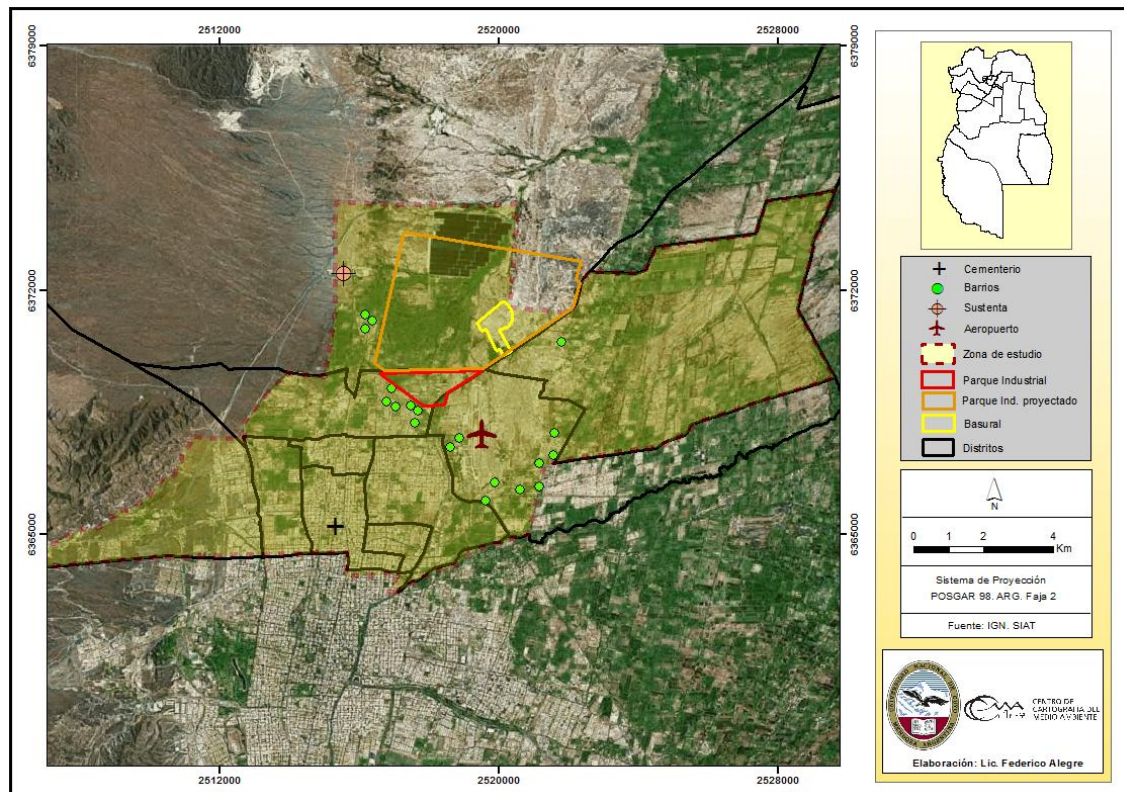 2512000
2520000
2528000
6379000
6379000
6372000
6372000
6365000
6365000
2512000
2520000
2528000
Cementerio
Barrios
Sustenta
Aeropuerto
Zona de estudio
Parque Industrial
Parque Ind. proyectado
Basural
Distritos
N
0 1 2 4
Km
Sistema de Proyección
POSGAR 98. ARG. Faja 2
Fuente: IGN. SIAT
CENTRO DE
CARTOGRAFIA DEL
MEDIO AMBIENTE
Elaboración: Lic. Federico Alegre